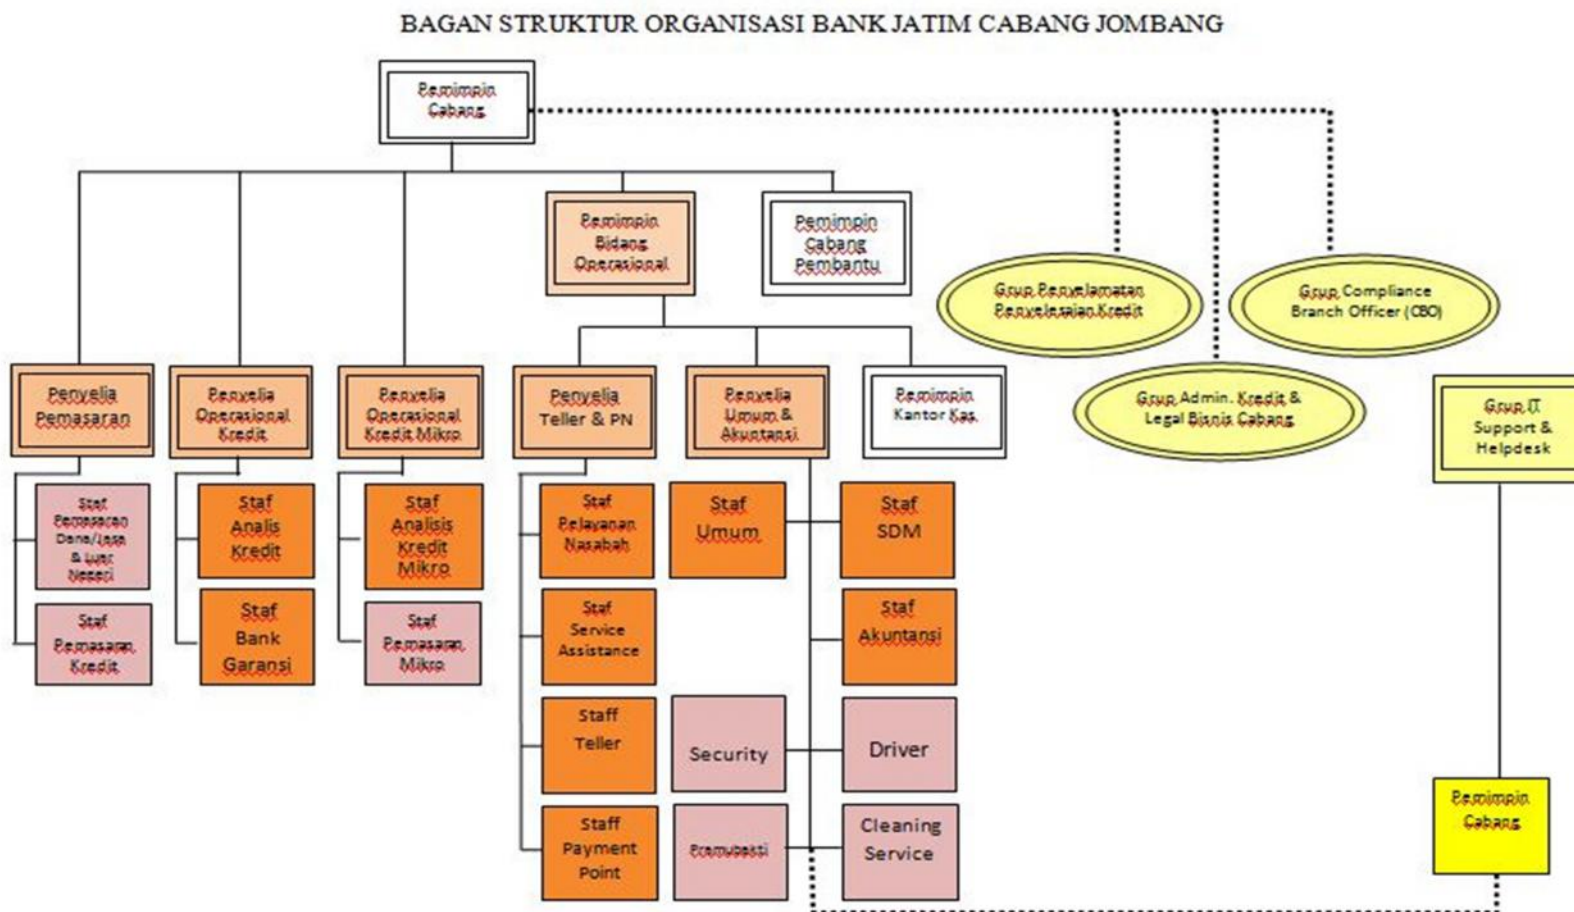 BAGAN STRUKTUR ORGANISASI BANK JATIM CABANG JOMBANG
Pemimpin
Cabang
Pemimpin
Bidang
Operasional
Pemimpin
Cabang
Pembantu
Grup Penyelamatan
Penyelesaian Kredit
Grup Compliance
Branch Officer (CBO)
Grup Admin. Kredit &
Legal Bisnis Cabang
Grup IT
Support &
Helpdesk
Penyelia
Pemasaran
Penyelia
Operasional
Kredit
Penyelia
Operasional
Kredit Mikro
Penyelia
Teller & PN
Penyelia
Umum &
Akuntansi
Pemimpin
Kantor Kas
Staf
Pemasaran
Dana/Jasa
& Luar
Negeri
Staf
Analis
Kredit
Staf
Analisis
Kredit
Mikro
Staf
Pelayanan
Nasabah
Staf
Umum
Staf
SDM
Staf
Pemasaran
Kredit
Staf
Bank
Garansi
Staf
Pemasaran
Mikro
Staf
Service
Assistance
Staf
Akuntansi
Staff
Teller
Security
Driver
Staff
Payment
Point
Pramubakti
Cleaning
Service
Pemimpin
Cabang